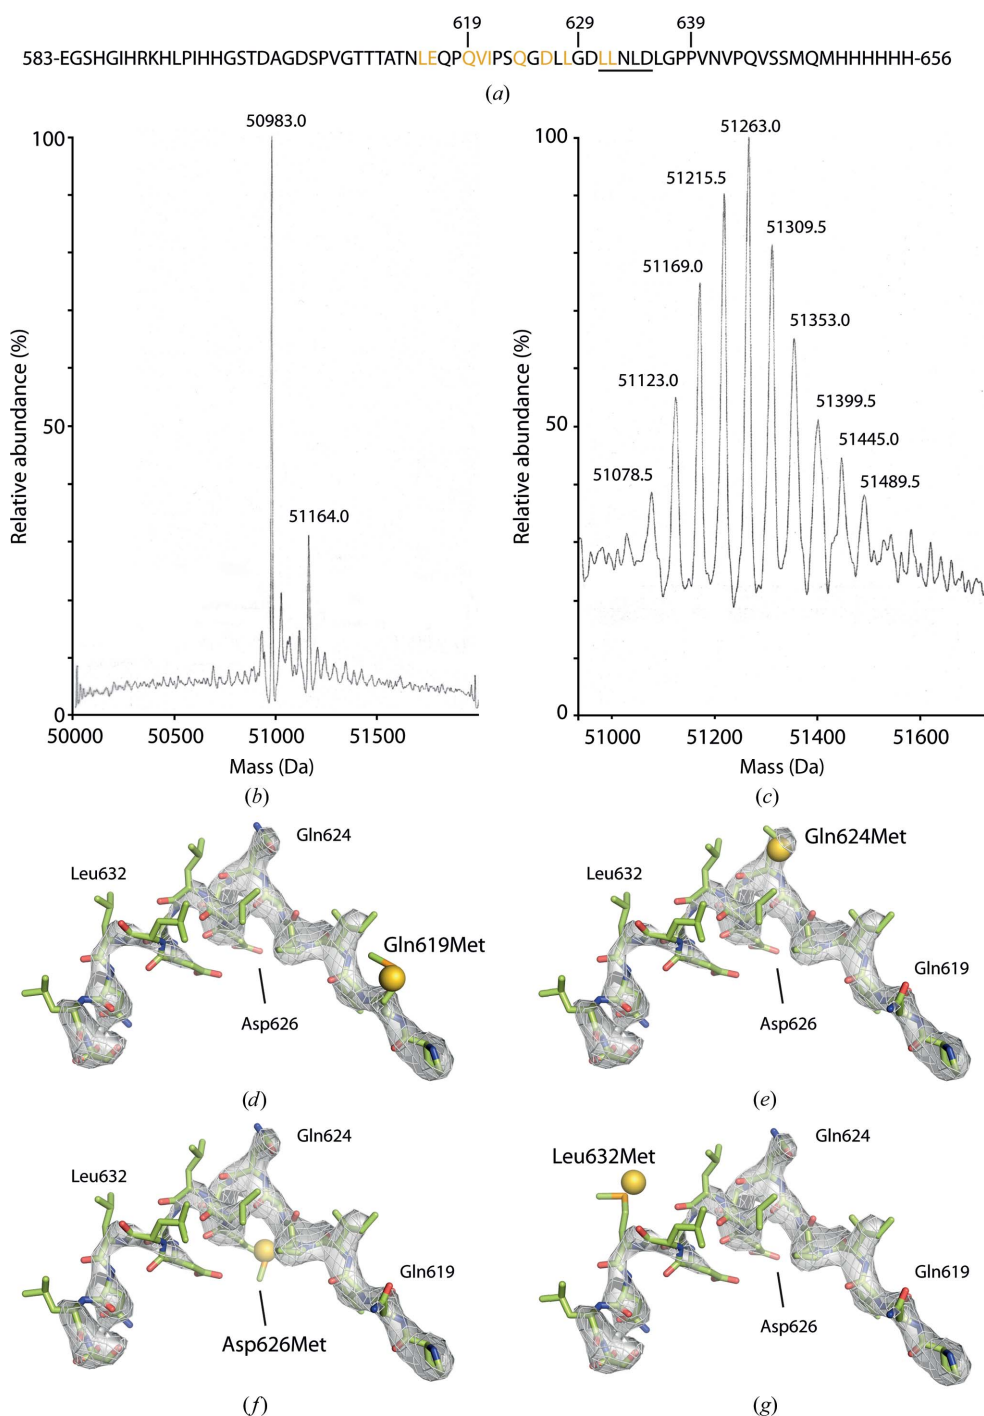 619 629 639
583-EGSHGIHRKHLPIHHGSTDAGDSPVGTTTATNLEQPQVIPSQGDLLGDLLNLDLGPPVNVPQVSSMQMHHHHHH-656
(a)
50983.0
51164.0
100
50
0
Relative abundance (%)
50000 50500 51000 51500
Mass (Da)
(b)
51263.0
51215.5
51309.5
51169.0
51353.0
51123.0
51399.5
51445.0
51078.5
51489.5
100
50
0
Relative abundance (%)
51000 51200 51400 51600
Mass (Da)
(c)
Gln624
Leu632
Gln619Met
Asp626
(d)
Gln624Met
Leu632
Gln619
Asp626
(e)
Gln624
Leu632
Gln619
Asp626Met
(f)
Gln624
Leu632Met
Gln619
Asp626
(g)